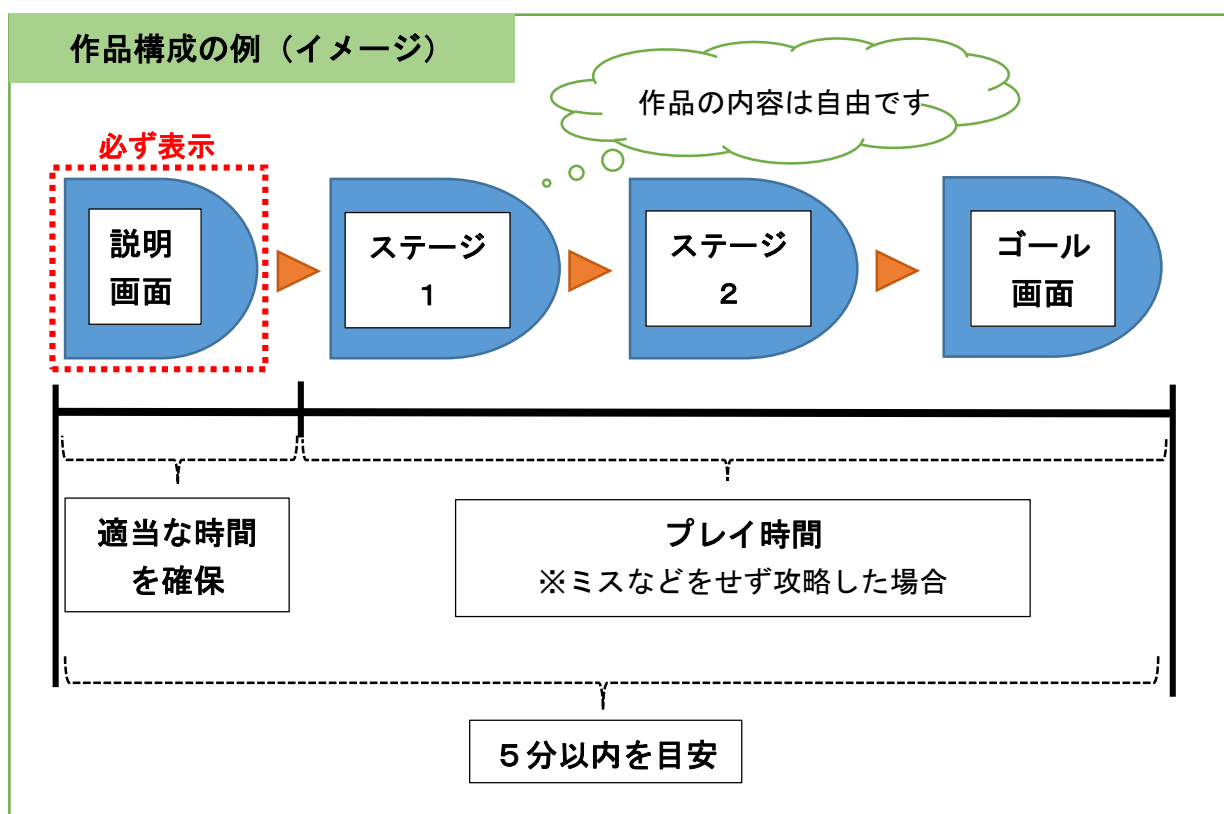 作品構成の例（イメージ）
作品の内容は自由です
必ず表示
説明
画面
ステージ
１
ステージ
２
ゴール
画面
適当な時間
を確保
プレイ時間
※ミスなどをせず攻略した場合
５分以内を目安